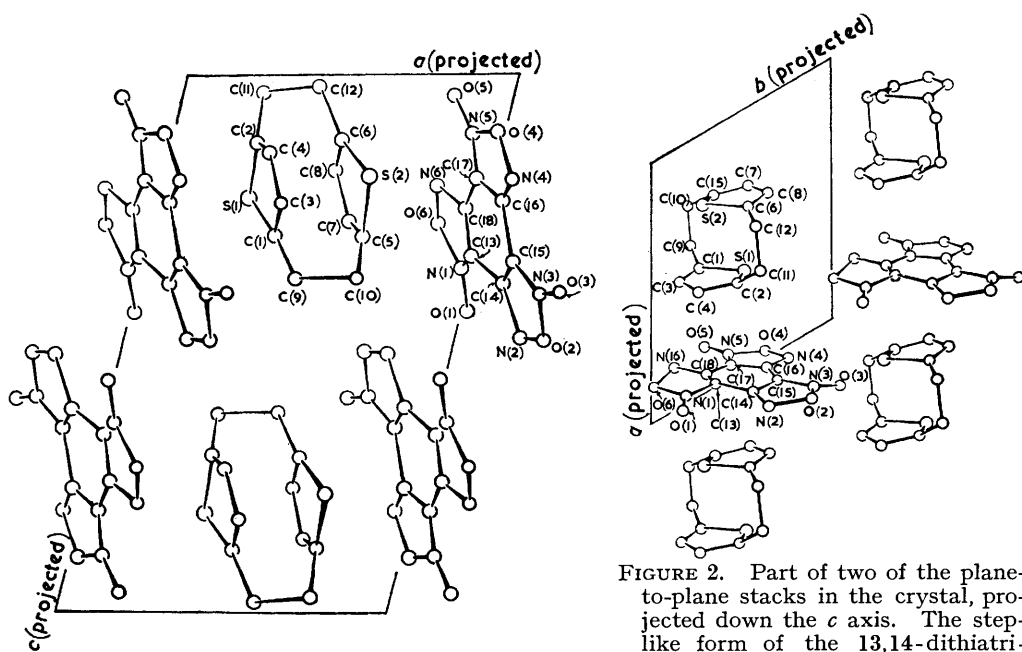 a (projected)
O(5)
C(11)
C(12)
N(5)
O(4)
C(2)
C(6)
C(4)
C(8)
C(17)
N(6)
S(2)
N(4)
S(1)
C(3)
O(6)
C(16)
C(7)
C(18)
C(1)
C(5)
C(13)
C(15)
N(1)
N(3)
O(3)
C(9)
C(10)
C(14)
O(1)
N(2)
O(2)
c (projected)
b (projected)
C(7)
C(15)
C(8)
C(10)
S(2)
C(6)
C(12)
C(9)
C(1)
S(1)
C(11)
C(3)
C(2)
C(4)
a (projected)
O(5)
O(4)
N(5)
N(16)
N(4)
C(18)
C(16)
N(3)
O(3)
C(17)
C(15)
O(6)
N(1)
C(14)
O(2)
O(1)
N(2)
C(13)
FIGURE 2. Part of two of the plane-
to-plane stacks in the crystal, pro-
jected down the c axis. The step-
like form of the 13,14-dithiatri-